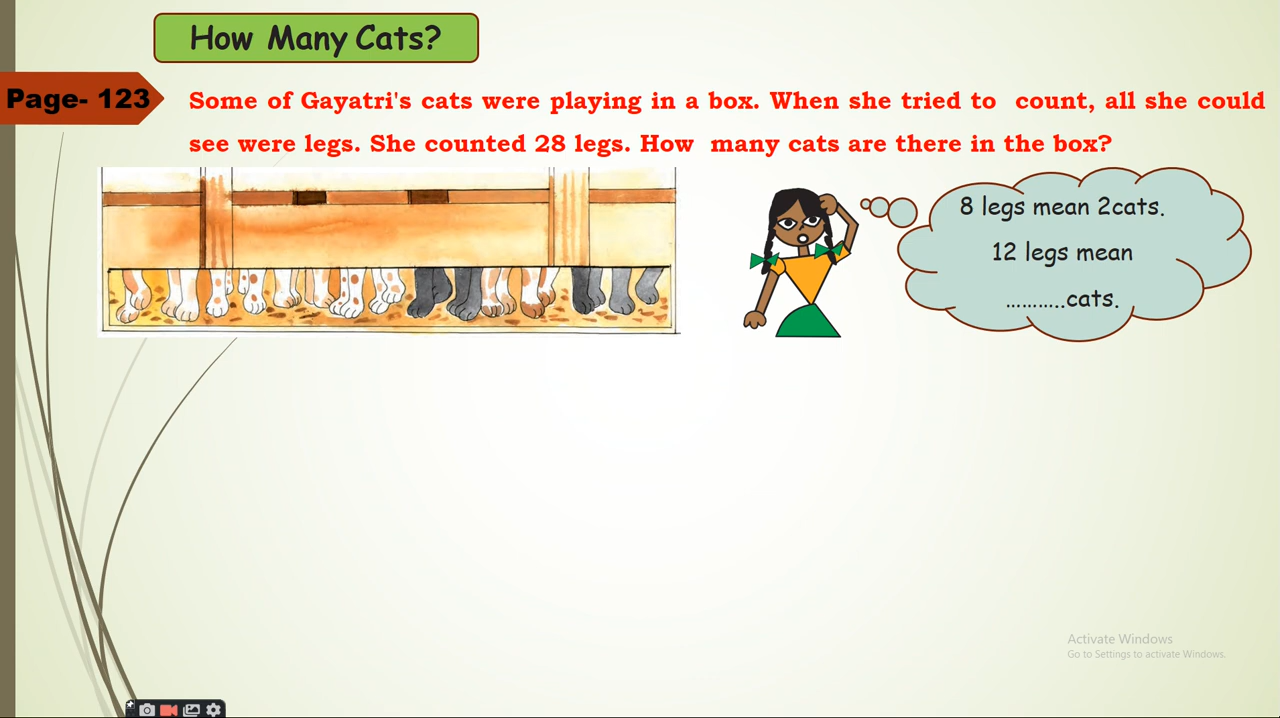 How Many Cats?
Page- 123
Some of Gayatri's cats were playing in a box. When she tried to count, all she could
see were legs. She counted 28 legs. How many cats are there in the box?
8 legs mean 2cats.
12 legs mean
………..cats.
Activate Windows
Go to Settings to activate Windows.